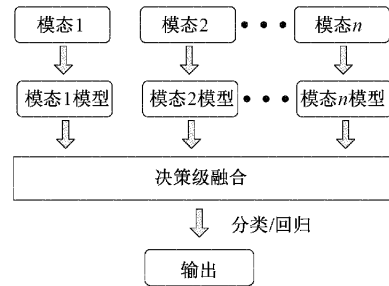 模态1 模态2 ••• 模态n
模态1模型 模态2模型 ••• 模态n模型
决策级融合
分类/回归
输出